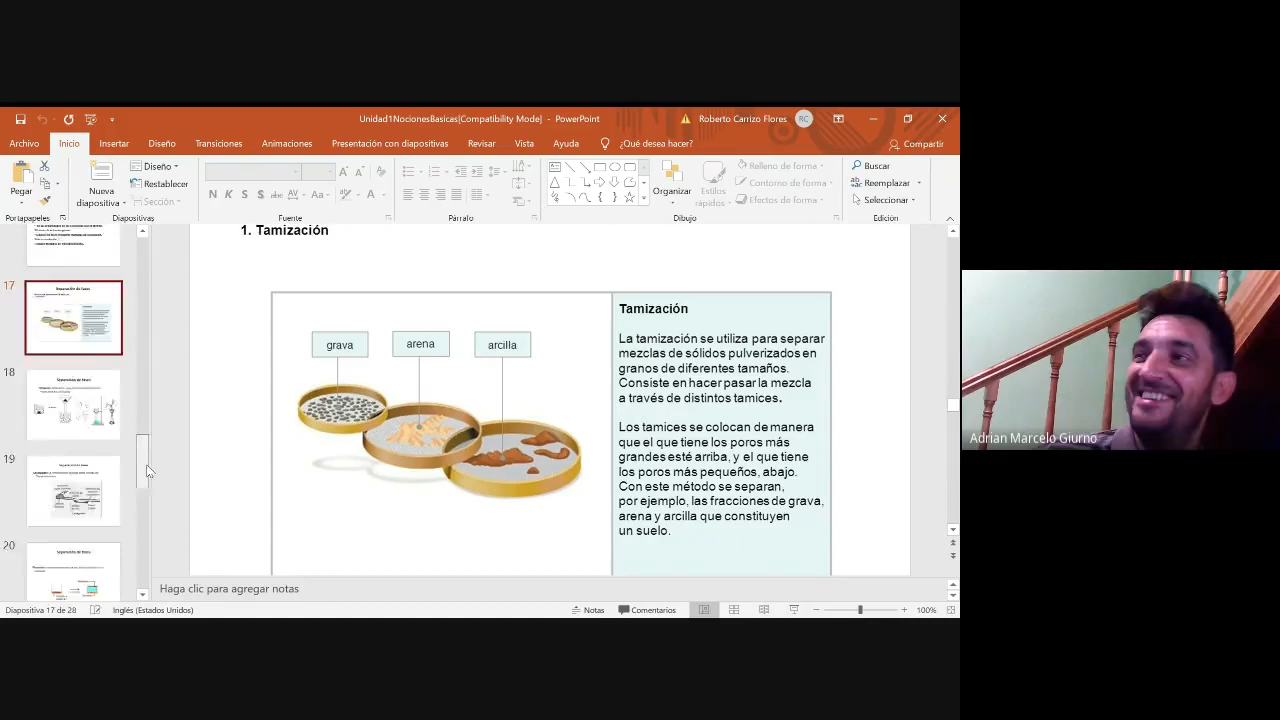 Unidad1NocionesBasicas[Compatibility Mode] - PowerPoint
Roberto Carrizo Flores
RC
Archivo
Inicio
Insertar
Diseño
Transiciones
Animaciones
Presentación con diapositivas
Revisar
Vista
Ayuda
¿Qué desea hacer?
Compartir
Pegar
Nueva
diapositiva
Diseño
Restablecer
Sección
N K S S abc AV Aa A
Organizar
Estilos
rápidos
Relleno de forma
Contorno de forma
Efectos de forma
Buscar
Reemplazar
Seleccionar
Portapapeles
Diapositivas
Fuente
Párrafo
Dibujo
Edición
17
18
19
20
1. Tamización
grava
arena
arcilla
Tamización
La tamización se utiliza para separar
mezclas de sólidos pulverizados en
granos de diferentes tamaños.
Consiste en hacer pasar la mezcla
a través de distintos tamices.
Los tamices se colocan de manera
que el que tiene los poros más
grandes esté arriba, y el que tiene
los poros más pequeños, abajo.
Con este método se separan,
por ejemplo, las fracciones de grava,
arena y arcilla que constituyen
un suelo.
Haga clic para agregar notas
Diapositiva 17 de 28
Inglés (Estados Unidos)
Notas
Comentarios
100%
Adrian Marcelo Giurno